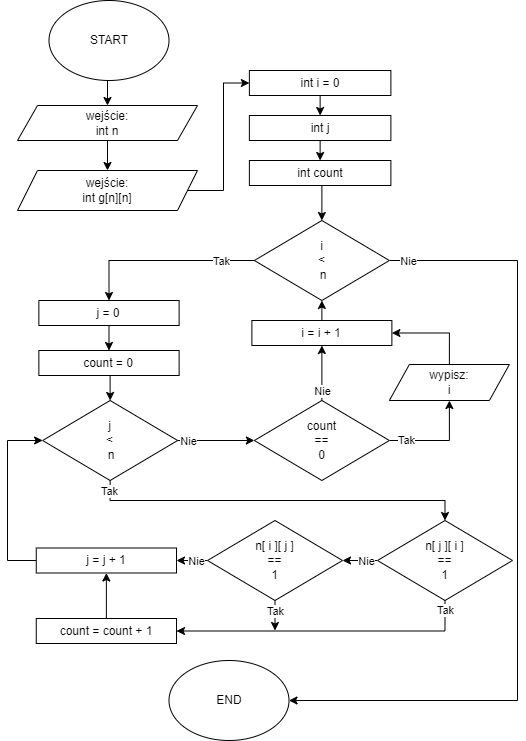 START
wejście:
int n
wejście:
int g[n][n]
int i = 0
int j
int count
i
<
n
Tak
Nie
j = 0
count = 0
i = i + 1
wypisz:
i
Nie
j
<
n
Nie
count
==
0
Tak
Tak
j = j + 1
Nie
n[ i ][ j ]
==
1
Nie
n[ j ][ i ]
==
1
Tak
Tak
count = count + 1
END